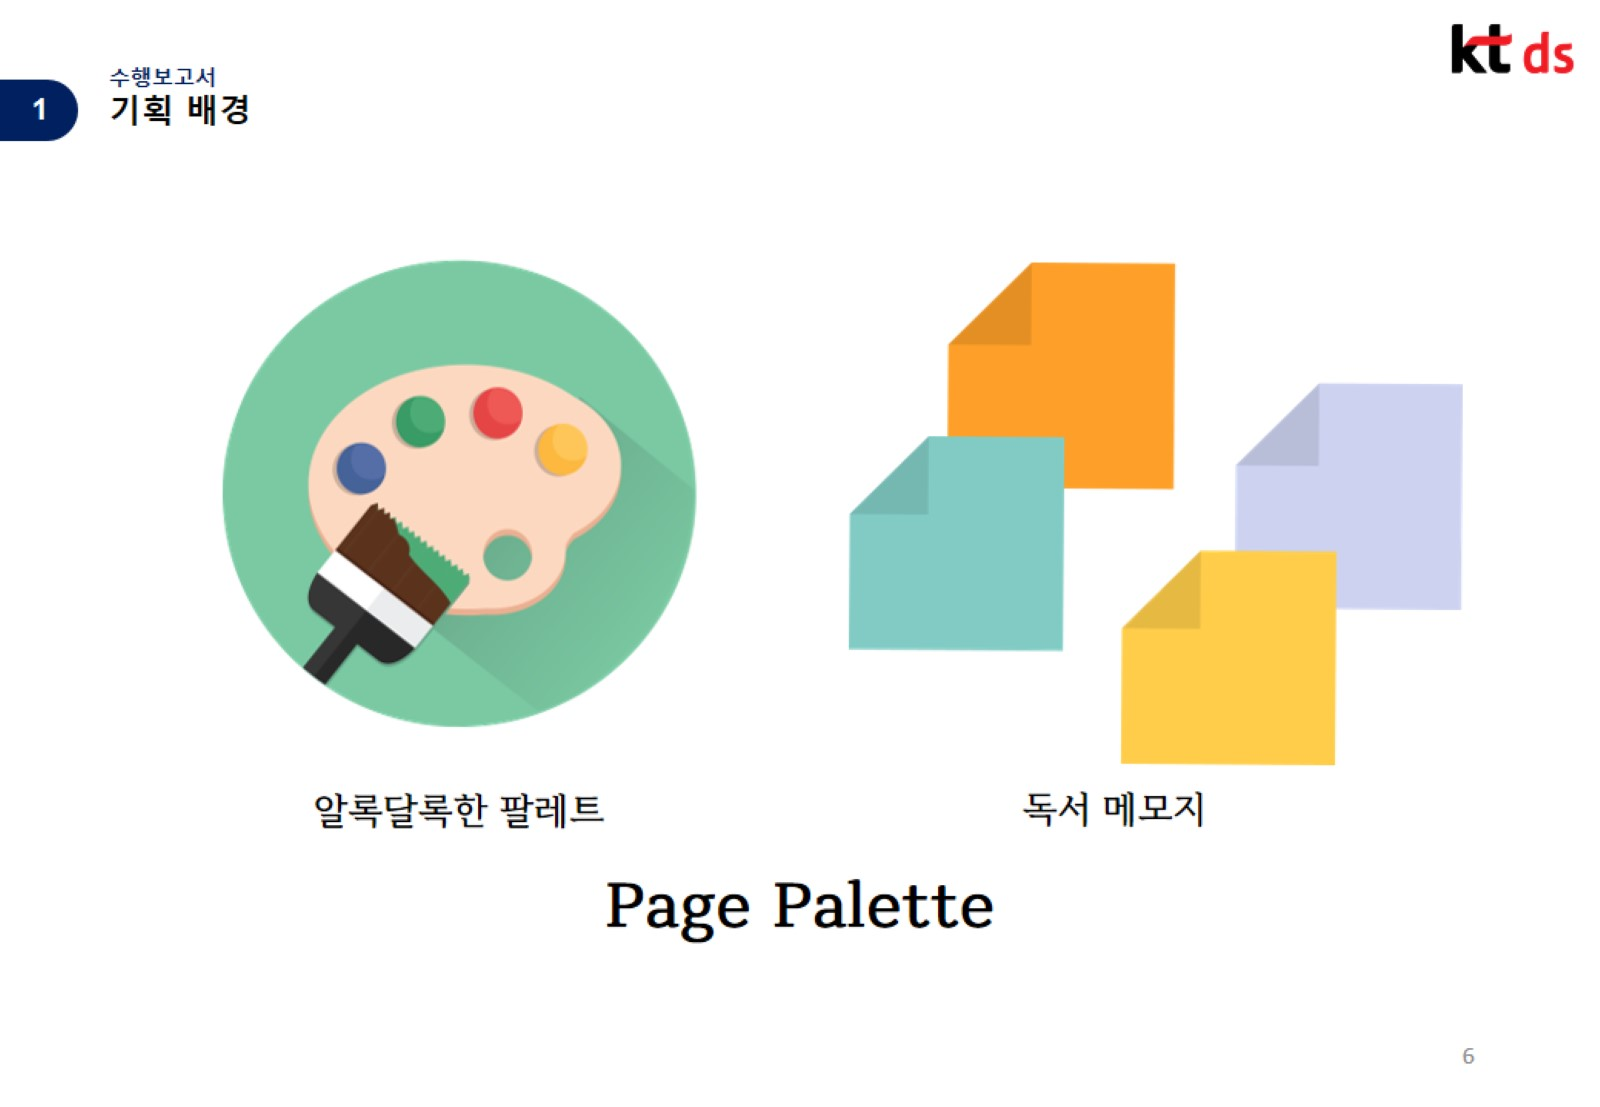 kt ds
수행보고서
1
기획 배경
알록달록한 팔레트
독서 메모지
Page Palette
6